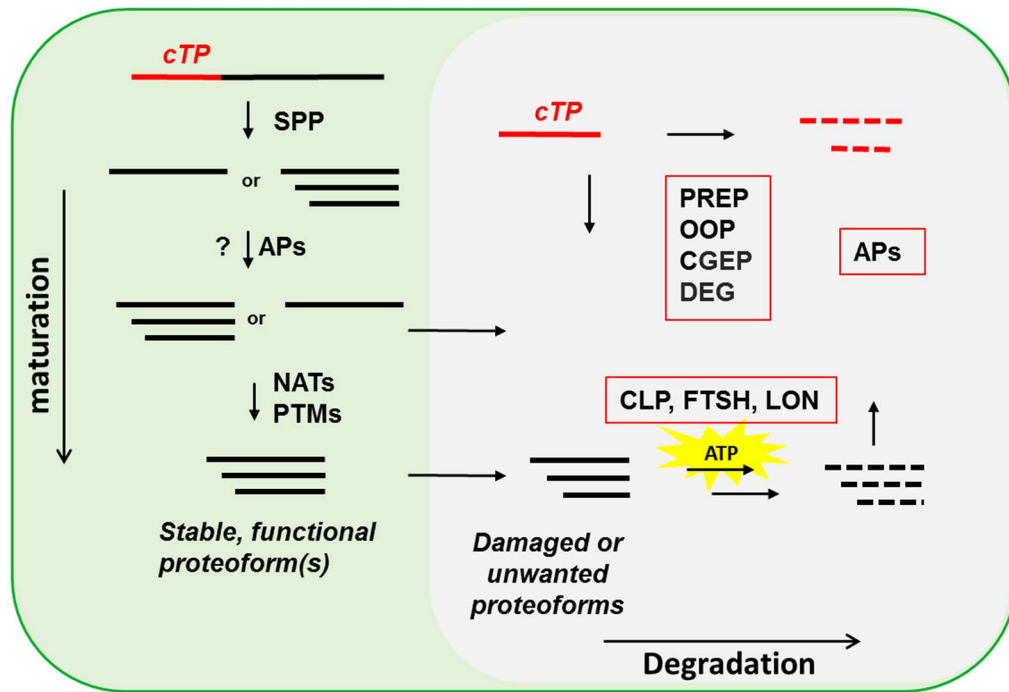 cTP
SPP
or
? APs
or
NATs
PTMs
Stable, functional
proteoform(s)
maturation
cTP
PREP
OOP
CGEP
DEG
APs
CLP, FTSH, LON
ATP
Damaged or
unwanted
proteoforms
Degradation